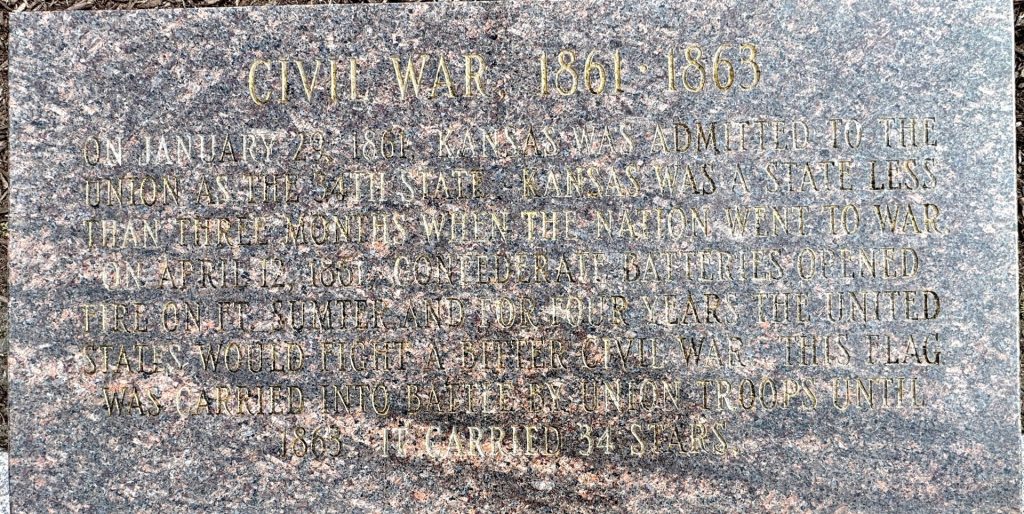 CIVIL WAR 1861 - 1863
ON JANUARY 29, 1861, KANSAS WAS ADMITTED TO THE
UNION AS THE 34TH STATE. KANSAS WAS A STATE LESS
THAN THREE MONTHS WHEN THE NATION WENT TO WAR.
ON APRIL 12, 1861, CONFEDERATE BATTERIES OPENED
FIRE ON FT. SUMTER AND FOR FOUR YEARS THE UNITED
STATES WOULD FIGHT A BITTER CIVIL WAR. THIS FLAG
WAS CARRIED INTO BATTLE BY UNION TROOPS UNTIL
1863. IT CARRIED 34 STARS.